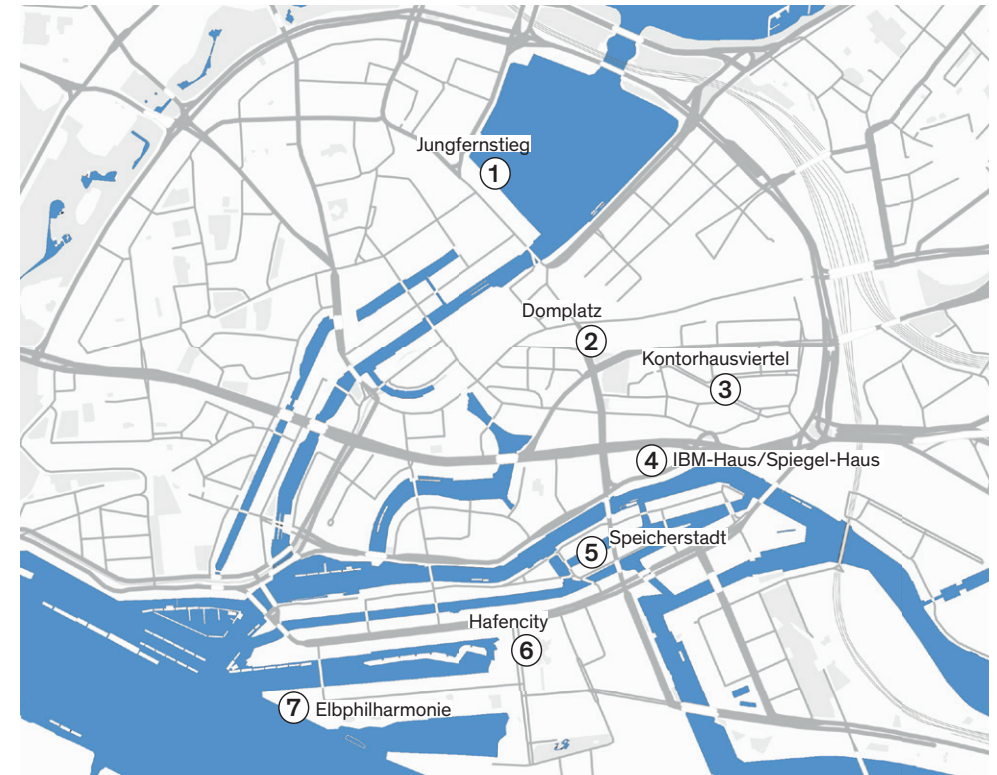 Jungfernstieg
1
Domplatz
2
Kontorhausviertel
3
4 IBM-Haus/Spiegel-Haus
Speicherstadt
5
Hafencity
6
7 Elbphilharmonie